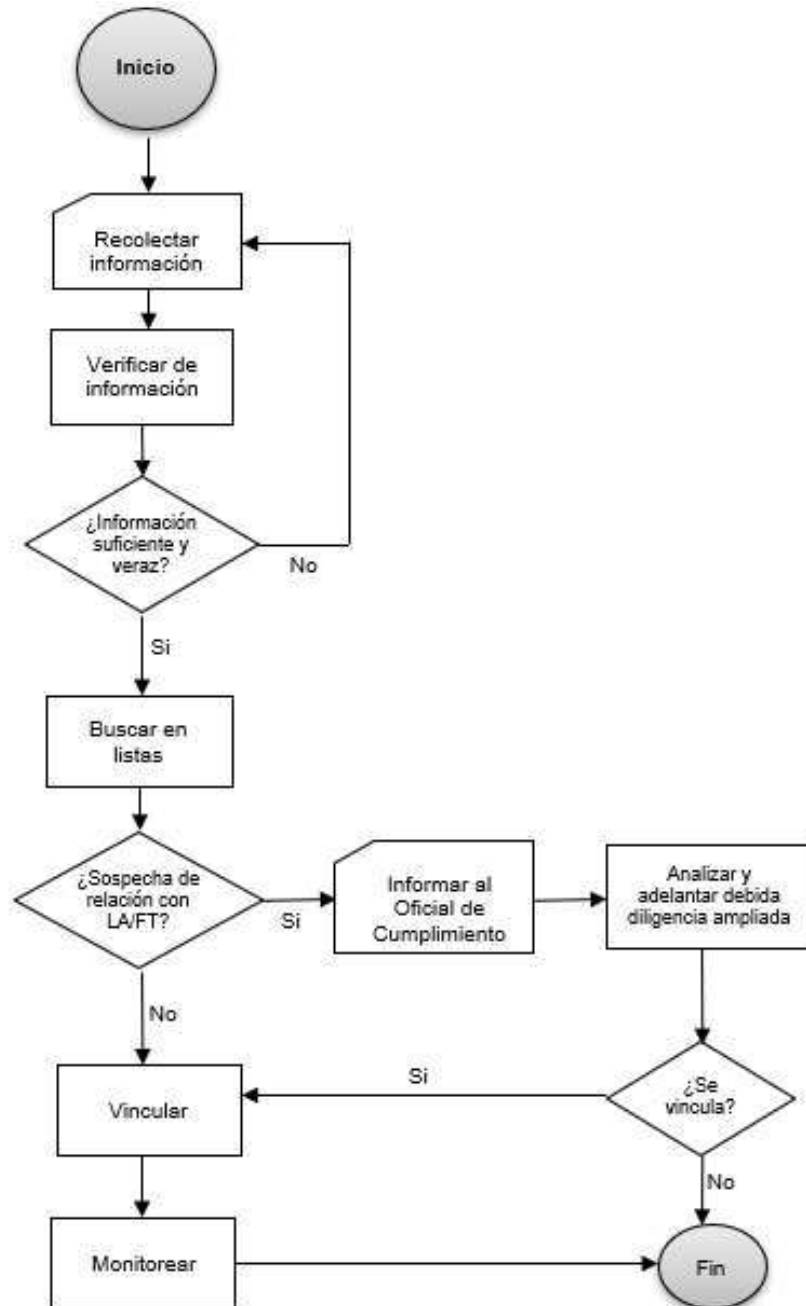 Inicio
Recolectar
información
Verificar de
información
¿Información
suficiente y
veraz?
No
Si
Buscar en
listas
¿Sospecha de
relación con
LA/FT?
Si
Informar al
Oficial de
Cumplimiento
Analizar y
adelantar debida
diligencia ampliada
No
Si
¿Se
vincula?
Vincular
No
Monitorear
Fin